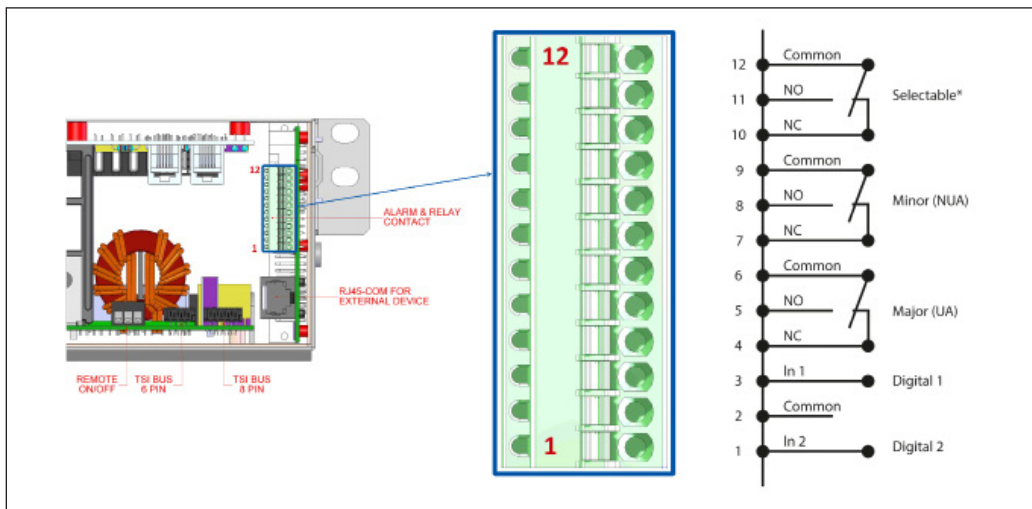 12
1
ALARM & RELAY
CONTACT
RJ45-COM FOR
EXTERNAL DEVICE
REMOTE
ON/OFF
TSI BUS
6 PIN
TSI BUS
8 PIN
12
1
12 Common
11 NO Selectable*
10 NC
9 Common
8 NO Minor (NUA)
7 NC
6 Common
5 NO Major (UA)
4 NC
3 In 1 Digital 1
2 Common
1 In 2 Digital 2